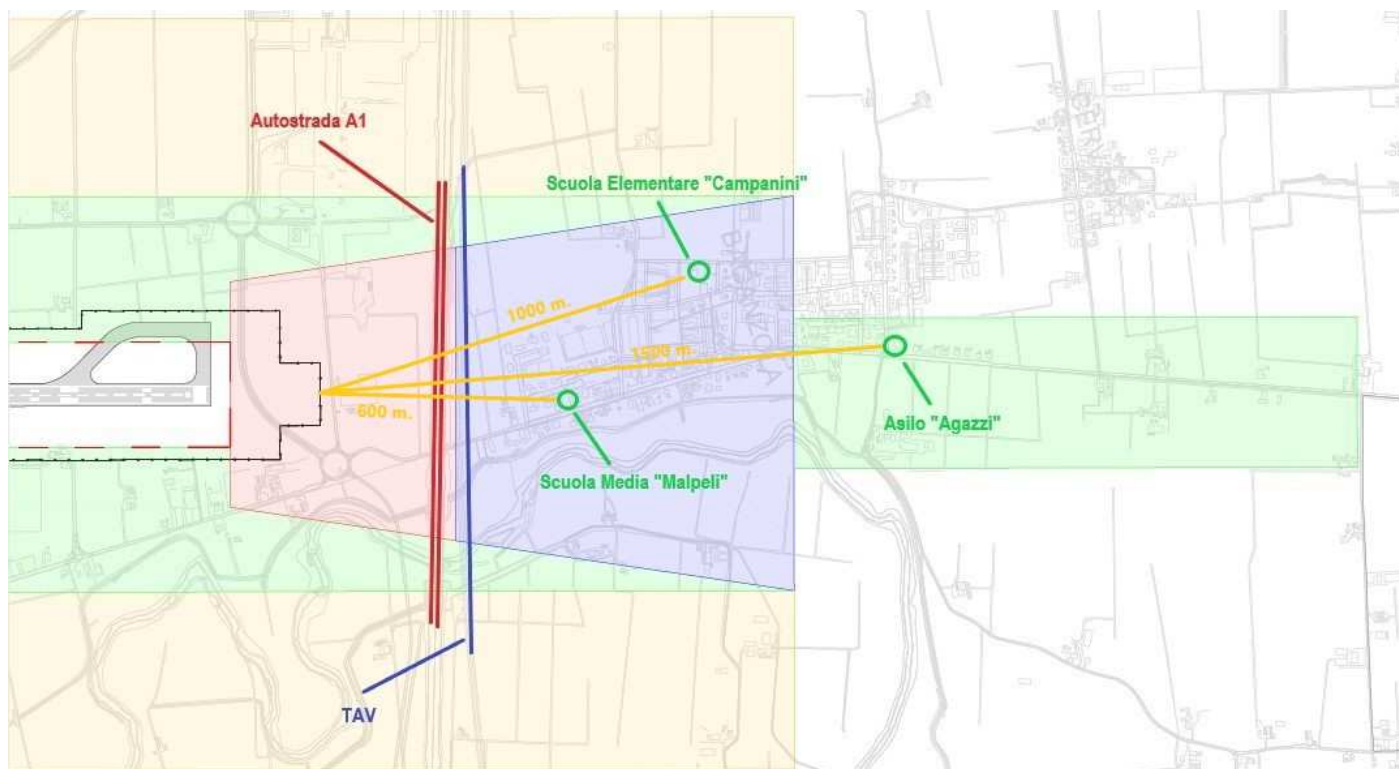 Autostrada A1
Scuola Elementare "Campanini"
1000 m.
1500 m.
600 m.
Asilo "Agazzi"
Scuola Media "Malpeli"
TAV